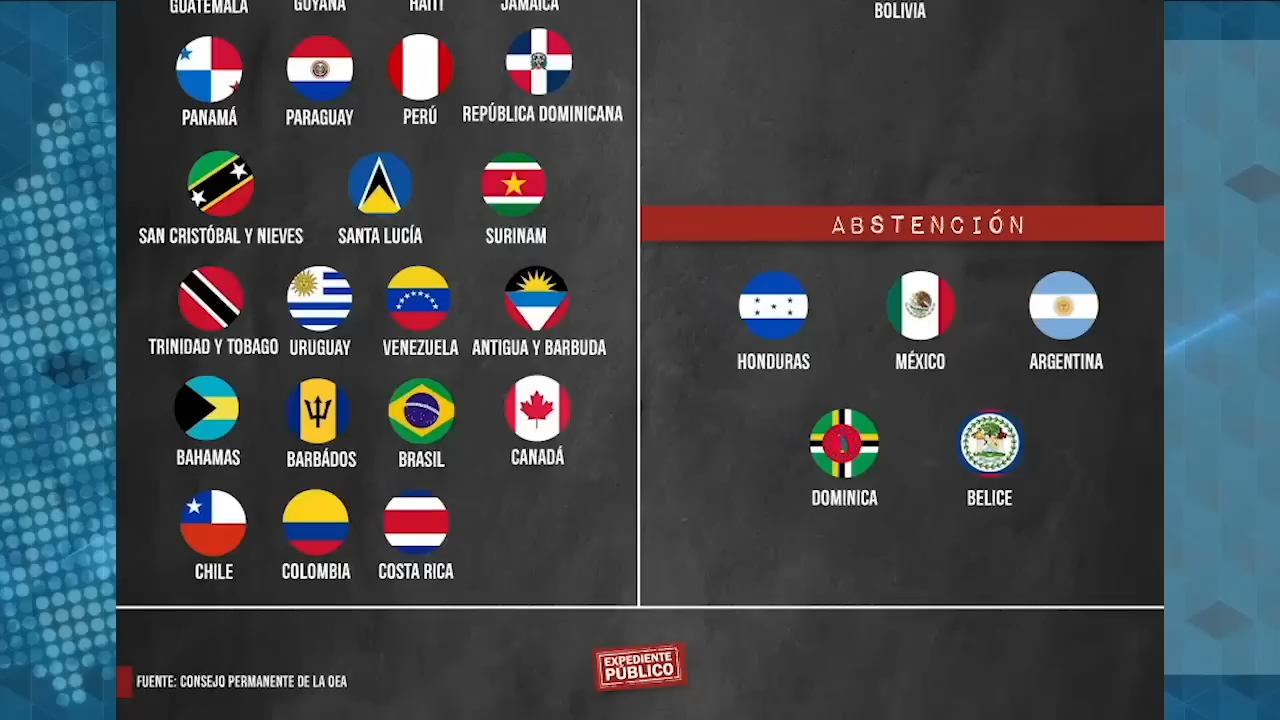 GUATEMALA GUYANA HAITÍ JAMAICA
PANAMÁ PARAGUAY PERÚ REPÚBLICA DOMINICANA
SAN CRISTÓBAL Y NIEVES SANTA LUCÍA SURINAM
TRINIDAD Y TOBAGO URUGUAY VENEZUELA ANTIGUA Y BARBUDA
BAHAMAS BARBÁDOS BRASIL CANADÁ
CHILE COLOMBIA COSTA RICA
BOLIVIA
ABSTENCIÓN
HONDURAS MÉXICO ARGENTINA
DOMINICA BELICE
FUENTE: CONSEJO PERMANENTE DE LA OEA
EXPEDIENTE
PÚBLICO